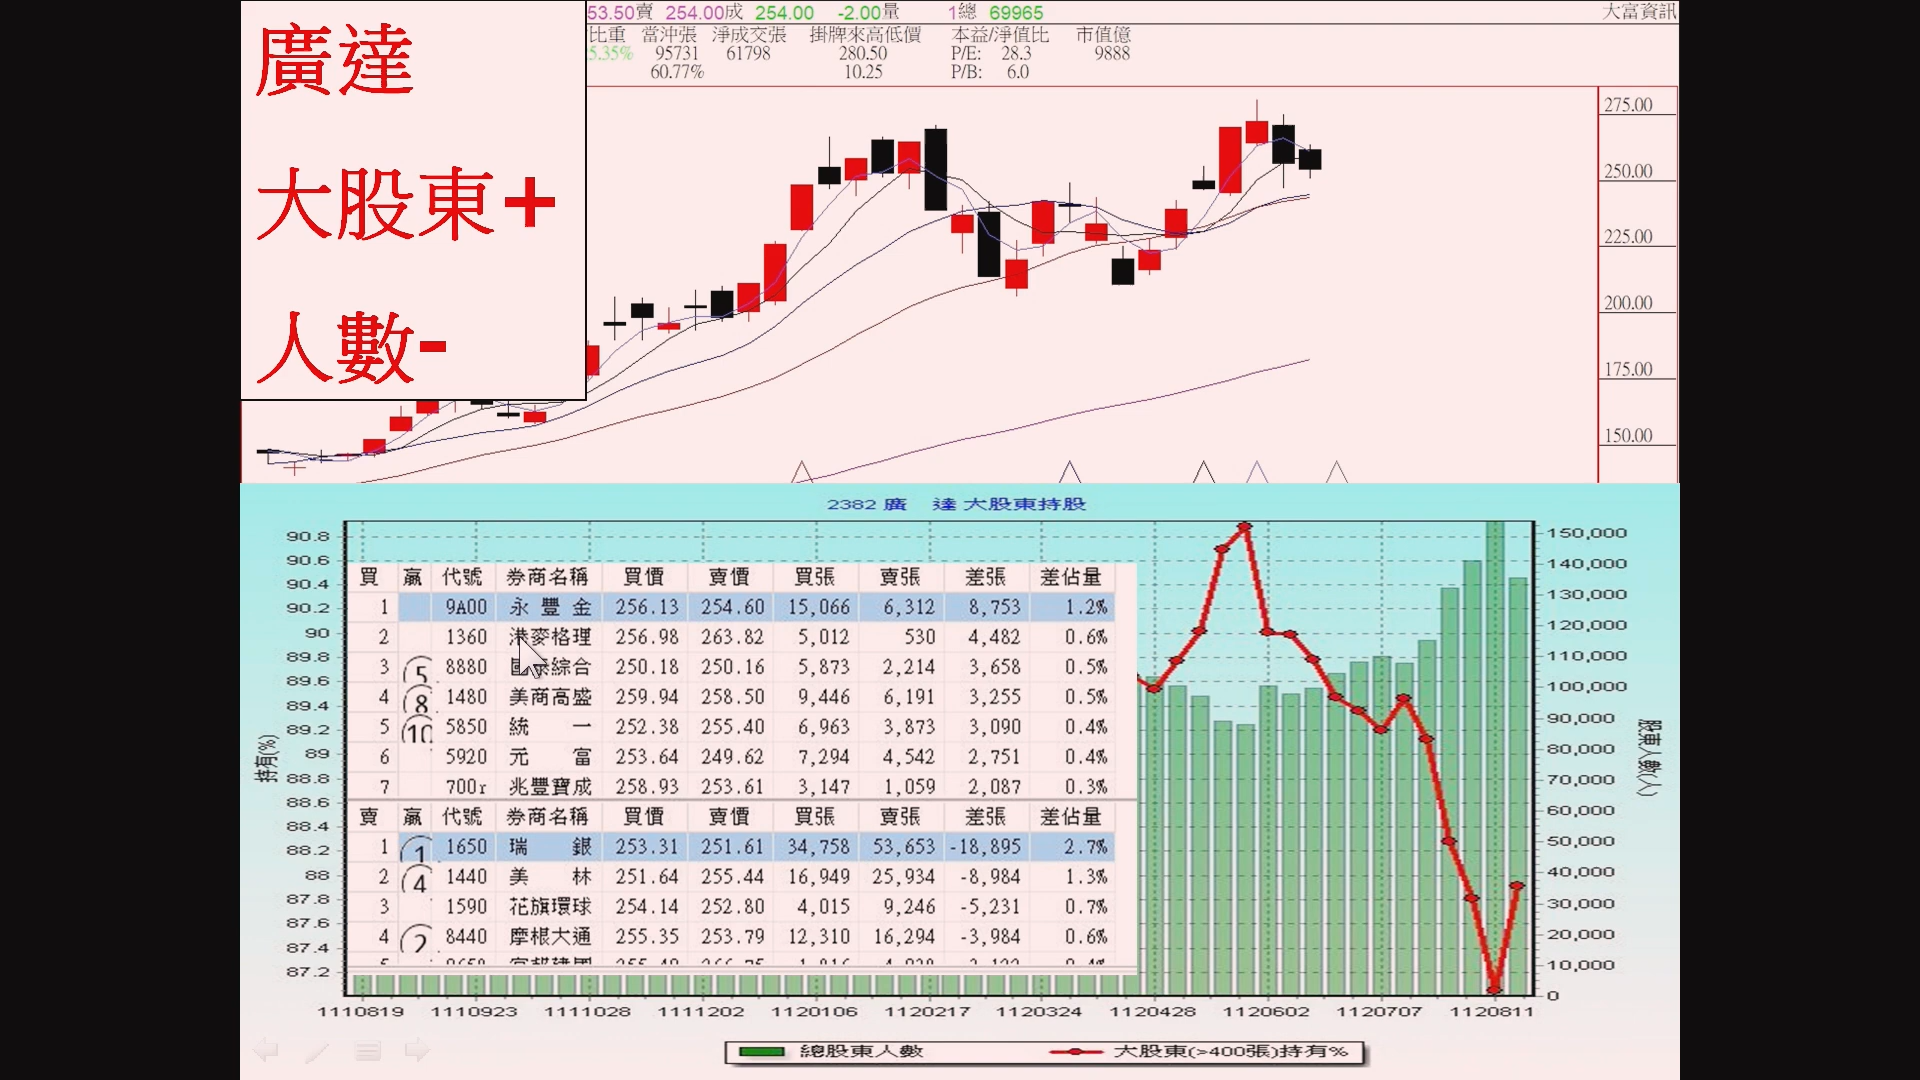 廣達
大股東+
人數-
53.50賣 254.00成 254.00 -2.00量 1總 69965
大富資訊
比重 當沖張 淨成交張 掛牌來高低價 本益/淨值比 市值億
5.35% 95731 61798 280.50 P/E: 28.3 9888
60.77% 10.25 P/B: 6.0
275.00
250.00
225.00
200.00
175.00
150.00
2382 廣 達 大股東持股
90.8
90.6
90.4
90.2
90
89.8
89.6
89.4
89.2
89
88.8
88.6
88.4
88.2
88
87.8
87.6
87.4
87.2
持有(%)
買 贏 代號 券商名稱 買價 賣價 買張 賣張 差張 差佔量
1 9A00 永豐金 256.13 254.60 15,066 6,312 8,753 1.2%
2 1360 港麥格理 256.98 263.82 5,012 530 4,482 0.6%
3 5 8880 國泰綜合 250.18 250.16 5,873 2,214 3,658 0.5%
4 8 1480 美商高盛 259.94 258.50 9,446 6,191 3,255 0.5%
5 10 5850 統一 252.38 255.40 6,963 3,873 3,090 0.4%
6 5920 元富 253.64 249.62 7,294 4,542 2,751 0.4%
7 700r 兆豐寶成 258.93 253.61 3,147 1,059 2,087 0.3%
賣 贏 代號 券商名稱 買價 賣價 買張 賣張 差張 差佔量
1 1 1650 瑞銀 253.31 251.61 34,758 53,653 -18,895 2.7%
2 4 1440 美林 251.64 255.44 16,949 25,934 -8,984 1.3%
3 1590 花旗環球 254.14 252.80 4,015 9,246 -5,231 0.7%
4 2 8440 摩根大通 255.35 253.79 12,310 16,294 -3,984 0.6%
150,000
140,000
130,000
120,000
110,000
100,000
90,000
80,000
70,000
60,000
50,000
40,000
30,000
20,000
10,000
0
股東人數(人)
1110819 1110923 1111028 1111202 1120106 1120217 1120324 1120428 1120602 1120707 1120811
總股東人數 大股東(>400張)持有%